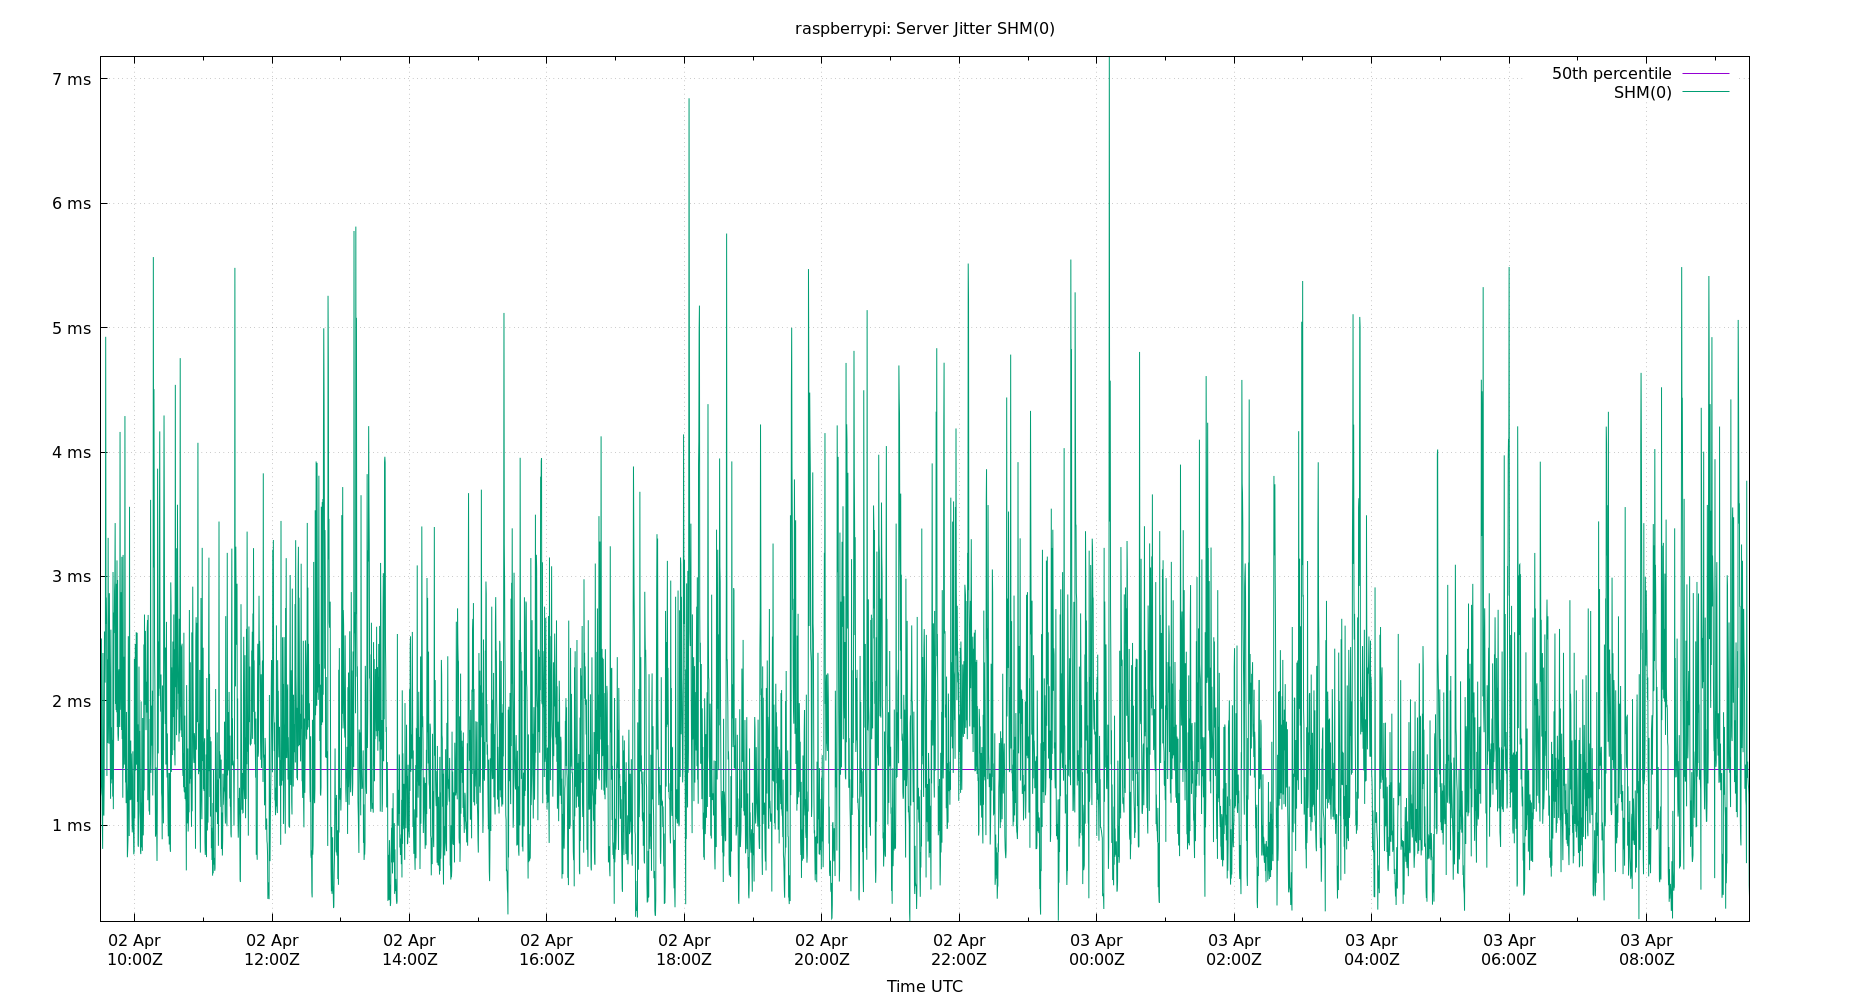 raspberrypi: Server Jitter SHM(0)
50th percentile
SHM(0)
7 ms
6 ms
5 ms
4 ms
3 ms
2 ms
1 ms
02 Apr 02 Apr 02 Apr 02 Apr 02 Apr 02 Apr 02 Apr 03 Apr 03 Apr 03 Apr 03 Apr 03 Apr
10:00Z 12:00Z 14:00Z 16:00Z 18:00Z 20:00Z 22:00Z 00:00Z 02:00Z 04:00Z 06:00Z 08:00Z
Time UTC